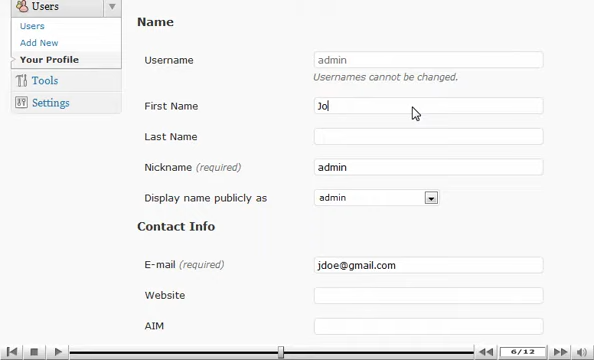 Users
Users
Add New
Your Profile
Tools
Settings
Name
Username
admin
Usernames cannot be changed.
First Name
Jo
Last Name
Nickname (required)
admin
Display name publicly as
admin
Contact Info
E-mail (required)
jdoe@gmail.com
Website
AIM
6/12